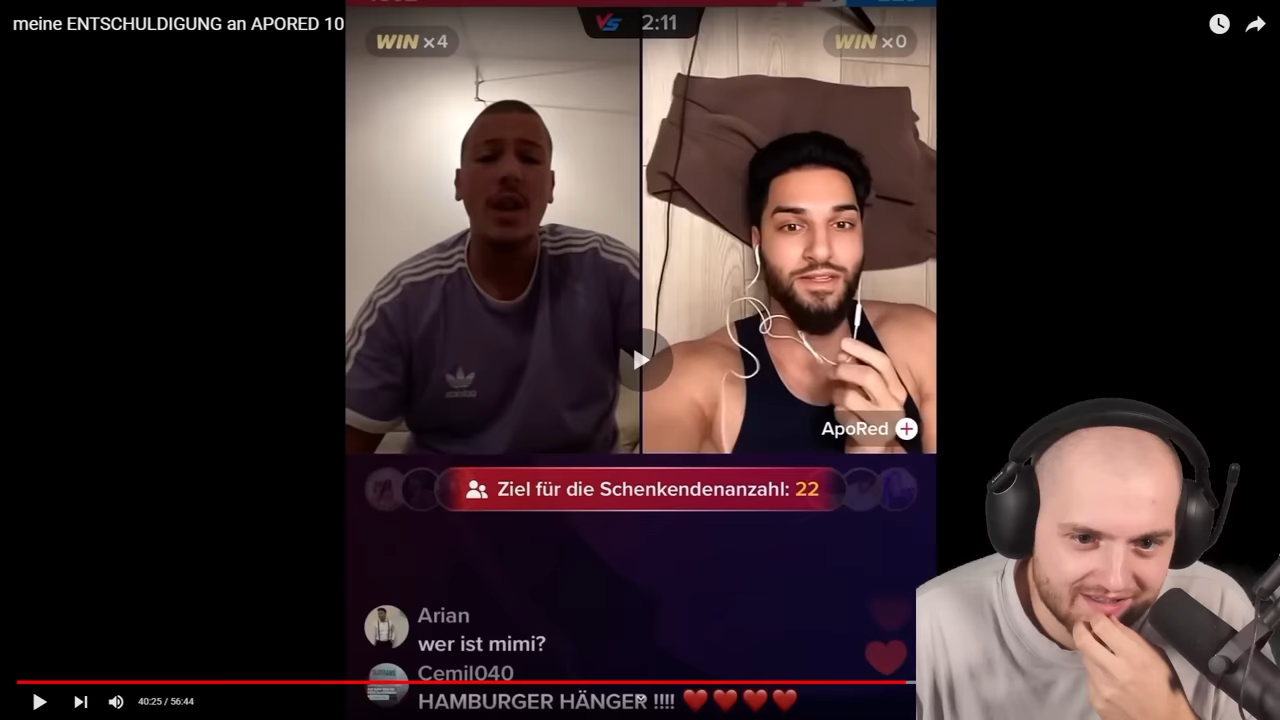 meine ENTSCHULDIGUNG an APORED 10
VS 2:11
WIN ×4
WIN ×0
adidas
ApoRed
Ziel für die Schenkendenanzahl: 22
Arian
wer ist mimi?
Cemil040
HAMBURGER HÄNGER !!!! ❤️❤️❤️❤️
40:25 / 56:44